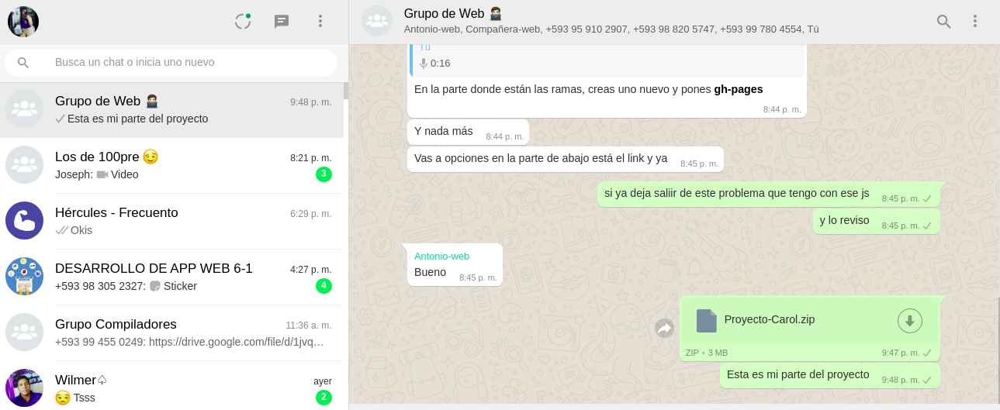 Busca un chat o inicia uno nuevo
Grupo de Web 9:48 p. m.
Esta es mi parte del proyecto
Los de 100pre 😉 8:21 p. m.
Joseph: Video 3
Hércules - Frecuento 6:29 p. m.
Okis
DESARROLLO DE APP WEB 6-1 4:27 p. m.
+593 98 305 2327: Sticker 4
Grupo Compiladores 11:36 a. m.
+593 99 455 0249: https://drive.google.com/file/d/1jvq…
Wilmer♤ ayer
😒 Tsss 2
Grupo de Web
Antonio-web, Compañera-web, +593 95 910 2907, +593 98 820 5747, +593 99 780 4554, Tú
Tú
0:16
En la parte donde están las ramas, creas uno nuevo y pones gh-pages
8:44 p. m.
Y nada más 8:44 p. m.
Vas a opciones en la parte de abajo está el link y ya 8:45 p. m.
si ya deja saliir de este problema que tengo con ese js 8:45 p. m.
y lo reviso 8:45 p. m.
Antonio-web
Bueno 8:45 p. m.
Proyecto-Carol.zip
ZIP • 3 MB 9:47 p. m.
Esta es mi parte del proyecto 9:48 p. m.